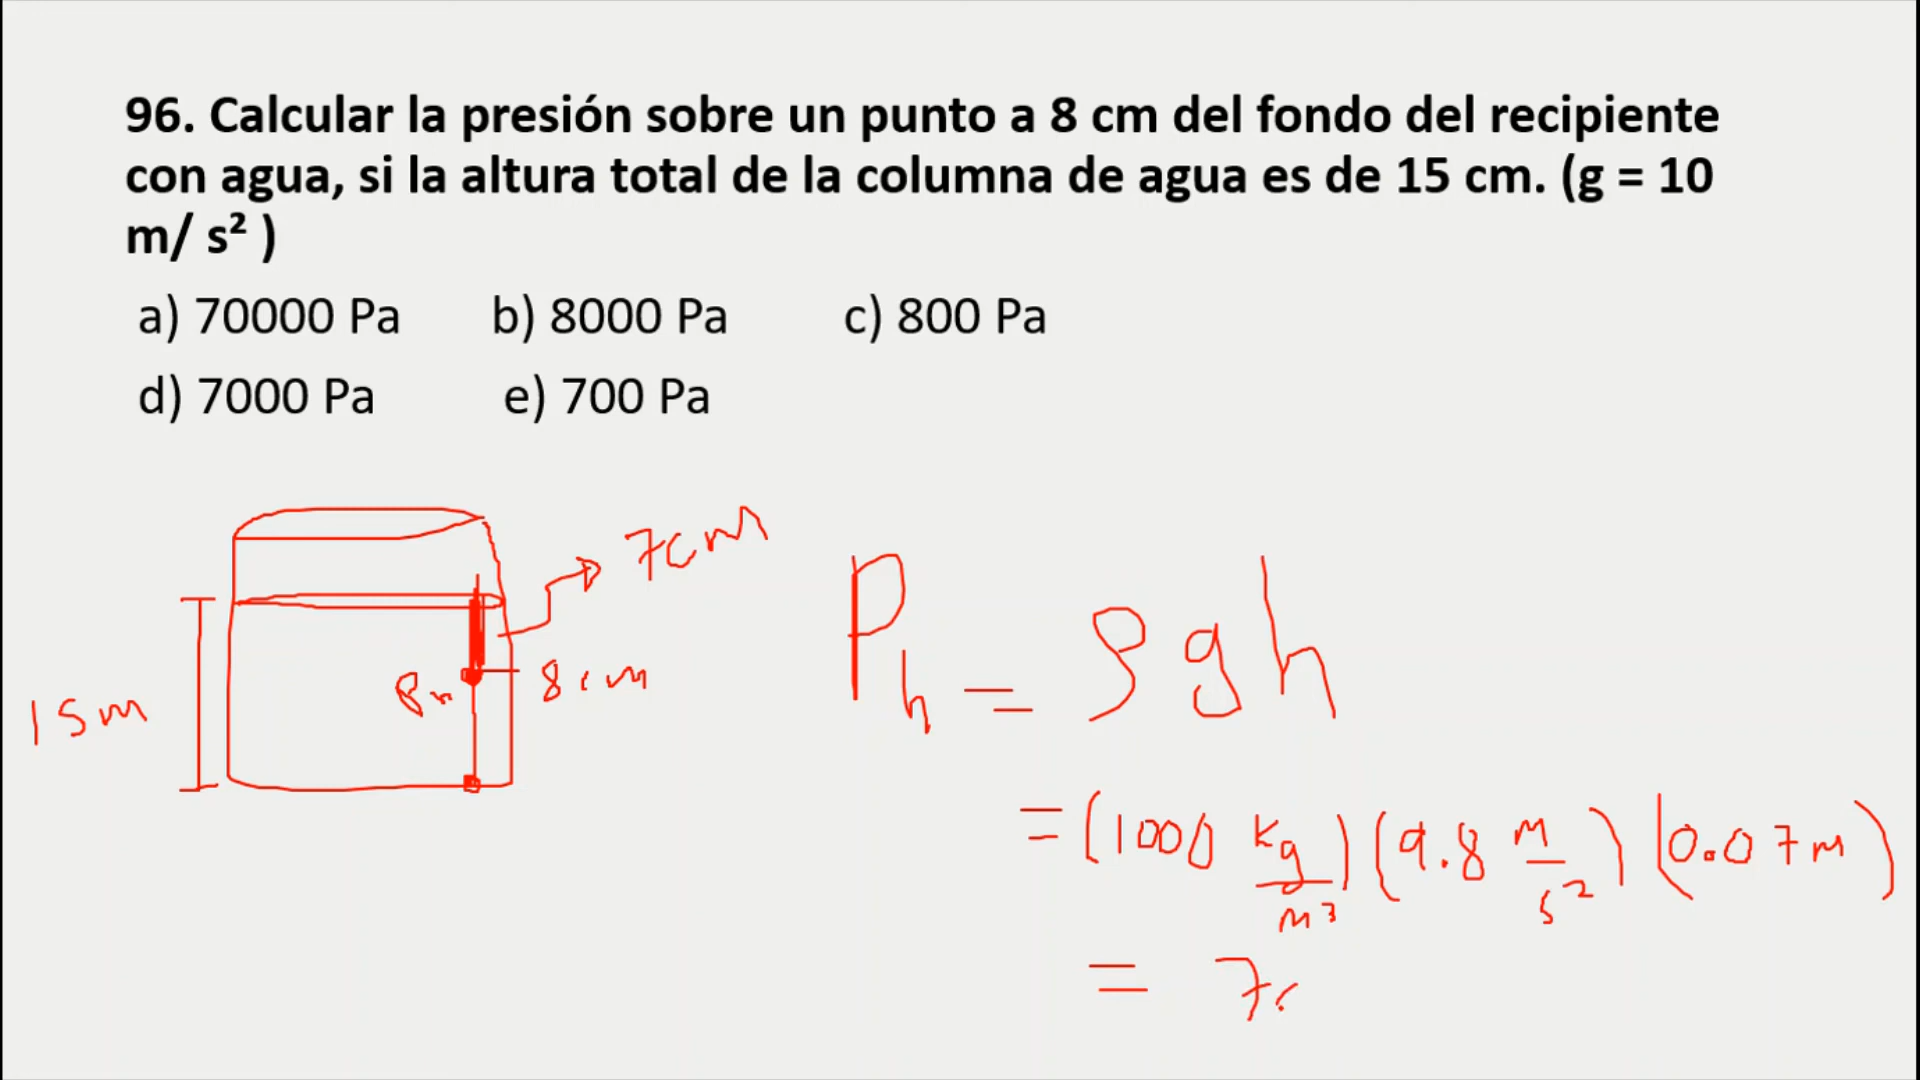 96. Calcular la presión sobre un punto a 8 cm del fondo del recipiente
con agua, si la altura total de la columna de agua es de 15 cm. (g = 10
m/ s² )
a) 70000 Pa b) 8000 Pa c) 800 Pa
d) 7000 Pa e) 700 Pa
7cm
8cm
15m
P_h = ρgh
= (1000 kg/m³)(9.8 m/s²)(0.07m)
= 7